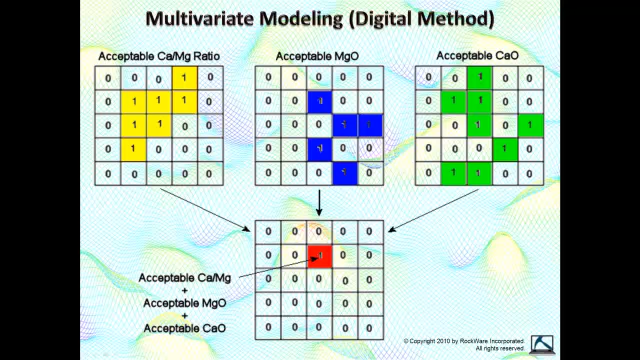 Multivariate Modeling (Digital Method)
Acceptable Ca/Mg Ratio
0 0 0 1 0
0 1 1 1 0
0 1 1 0 0
0 1 0 0 0
0 0 0 0 0
Acceptable MgO
0 0 0 0 0
0 0 1 0 0
0 0 0 1 1
0 0 1 0 0
0 0 0 1 0
Acceptable CaO
0 0 1 0 0
0 1 1 0 0
0 0 1 0 1
0 0 0 1 0
0 1 1 0 0
0 0 0 0 0
0 0 1 0 0
0 0 0 0 0
0 0 0 0 0
0 0 0 0 0
Acceptable Ca/Mg
+
Acceptable MgO
+
Acceptable CaO
© Copyright 2010 by RockWare Incorporated.
All rights reserved.